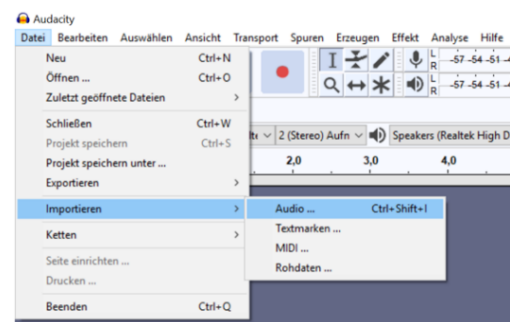 Audacity
Datei Bearbeiten Auswählen Ansicht Transport Spuren Erzeugen Effekt Analyse Hilfe
Neu Ctrl+N
Öffnen ... Ctrl+O
Zuletzt geöffnete Dateien >
Schließen Ctrl+W
Projekt speichern Ctrl+S
Projekt speichern unter ...
Exportieren >
Importieren >
Ketten >
Seite einrichten ...
Drucken ...
Beenden Ctrl+Q
L
R
-57 -54 -51
L
R
-57 -54 -51
2 (Stereo) Aufn
Speakers (Realtek High D
2,0 3,0 4,0
Audio ... Ctrl+Shift+I
Textmarken ...
MIDI ...
Rohdaten ...